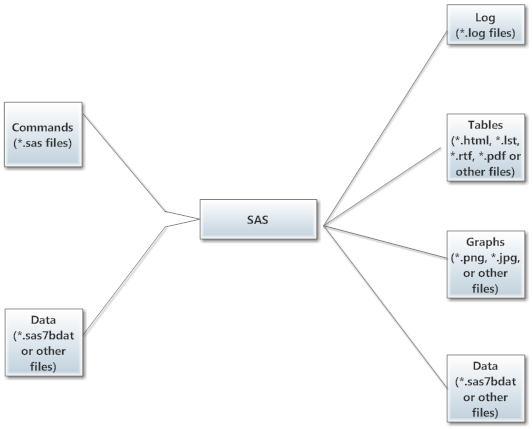 Commands
(*.sas files)
Data
(*.sas7bdat
or other
files)
SAS
Log
(*.log files)
Tables
(*.html, *.lst,
*.rtf, *.pdf or
other files)
Graphs
(*.png, *.jpg,
or other
files)
Data
(*.sas7bdat
or other
files)